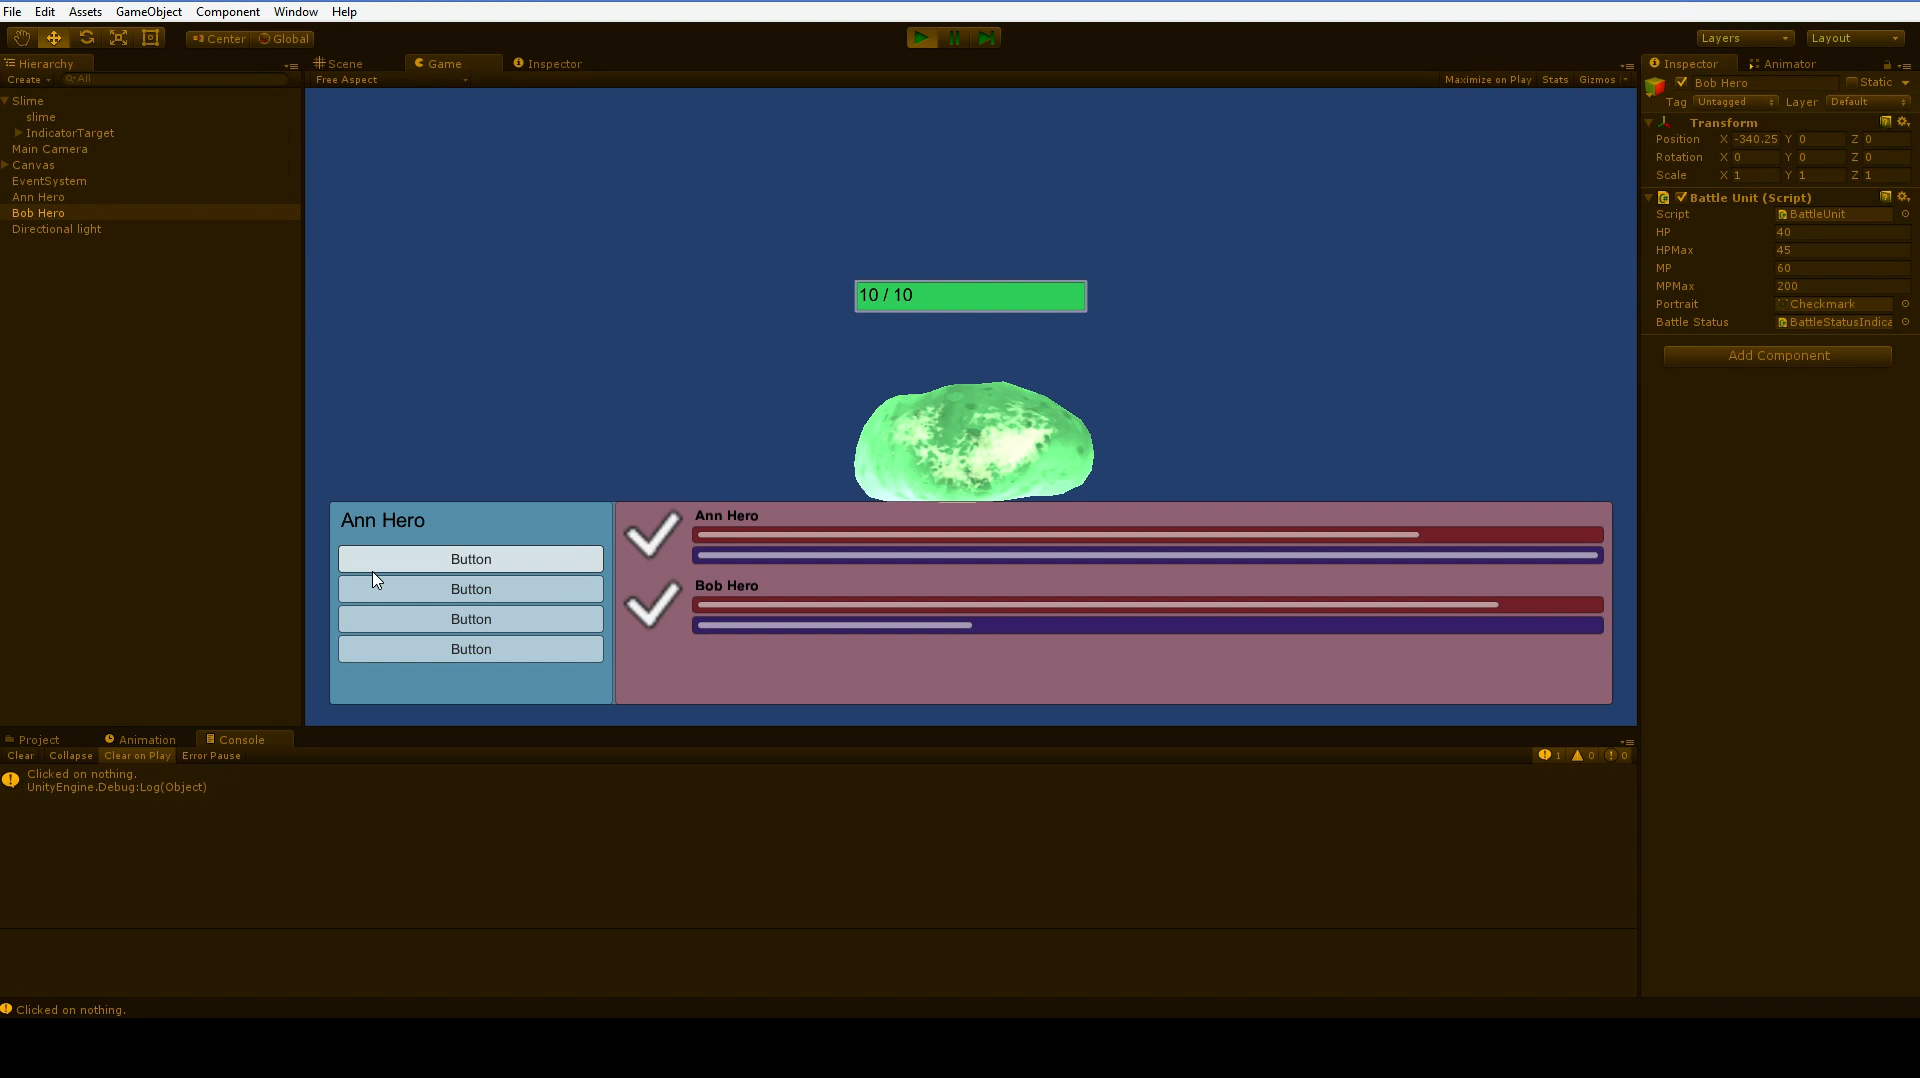 File Edit Assets GameObject Component Window Help
Center Global Layers Layout
Hierarchy Scene Game Inspector Inspector Animator
Create All Free Aspect Maximize on Play Stats Gizmos
Bob Hero Static
Tag Untagged Layer Default
Slime
slime
IndicatorTarget
Main Camera
Canvas
EventSystem
Ann Hero
Bob Hero
Directional light
Transform
Position X -340.25 Y 0 Z 0
Rotation X 0 Y 0 Z 0
Scale X 1 Y 1 Z 1
Battle Unit (Script)
Script BattleUnit
HP 40
HPMax 45
MP 60
MPMax 200
Portrait Checkmark
Battle Status BattleStatusIndica
Add Component
10 / 10
Ann Hero
Button
Button
Button
Button
Ann Hero
Bob Hero
Project Animation Console
Clear Collapse Clear on Play Error Pause 1 0 0
Clicked on nothing.
UnityEngine.Debug:Log(Object)
Clicked on nothing.